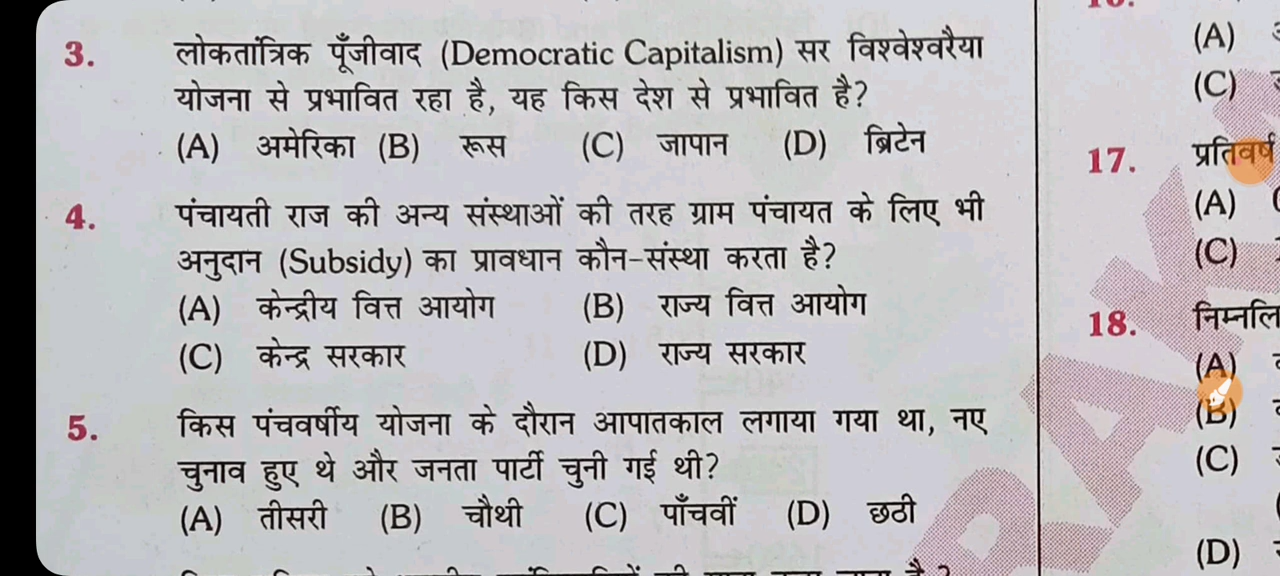 3. लोकतांत्रिक पूँजीवाद (Democratic Capitalism) सर विश्वेश्वरैया
योजना से प्रभावित रहा है, यह किस देश से प्रभावित है?
(A) अमेरिका (B) रूस (C) जापान (D) ब्रिटेन
4. पंचायती राज की अन्य संस्थाओं की तरह ग्राम पंचायत के लिए भी
अनुदान (Subsidy) का प्रावधान कौन-संस्था करता है?
(A) केन्द्रीय वित्त आयोग (B) राज्य वित्त आयोग
(C) केन्द्र सरकार (D) राज्य सरकार
5. किस पंचवर्षीय योजना के दौरान आपातकाल लगाया गया था, नए
चुनाव हुए थे और जनता पार्टी चुनी गई थी?
(A) तीसरी (B) चौथी (C) पाँचवीं (D) छठी
(A)
(C)
17. प्रतिवर्ष
(A)
(C)
18. निम्नलि
(A)
(B)
(C)
(D)